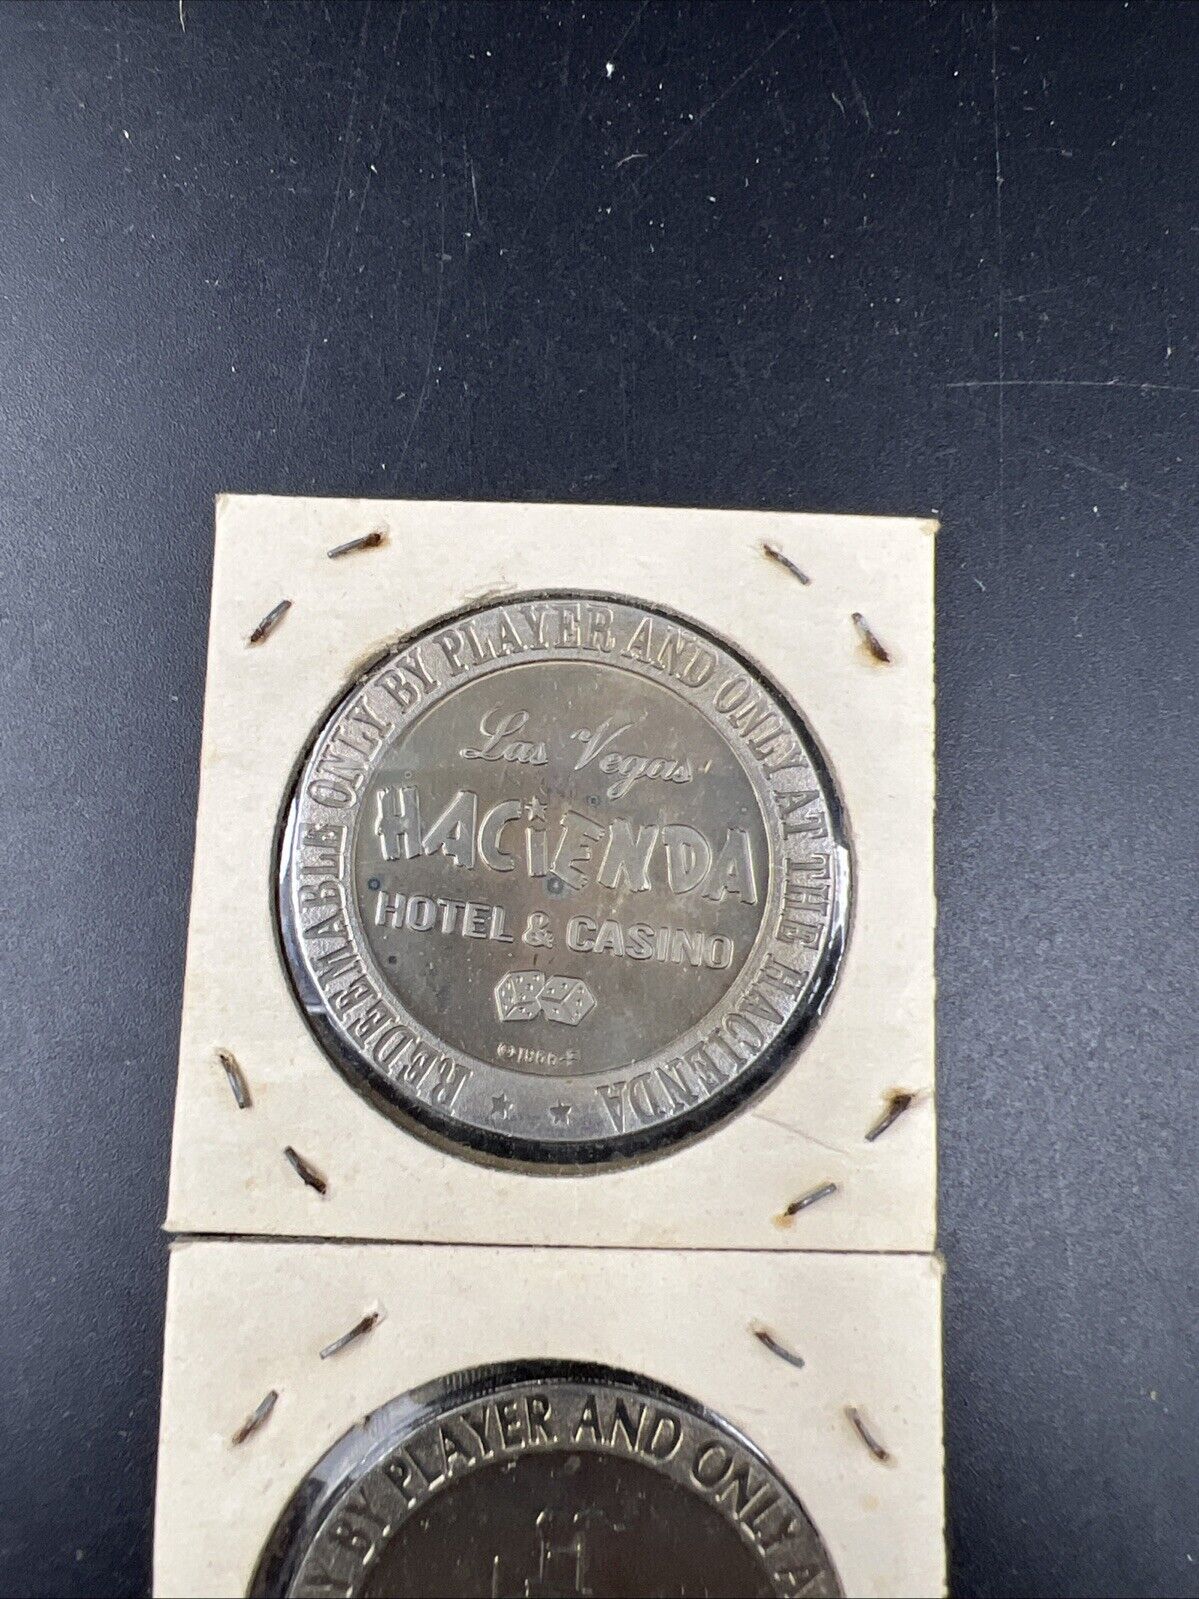 REDEEMABLE ONLY BY PLAYER AND ONLY AT THE HACIENDA
Las Vegas
HACiENDA
HOTEL & CASINO
BY PLAYER AND ONLY